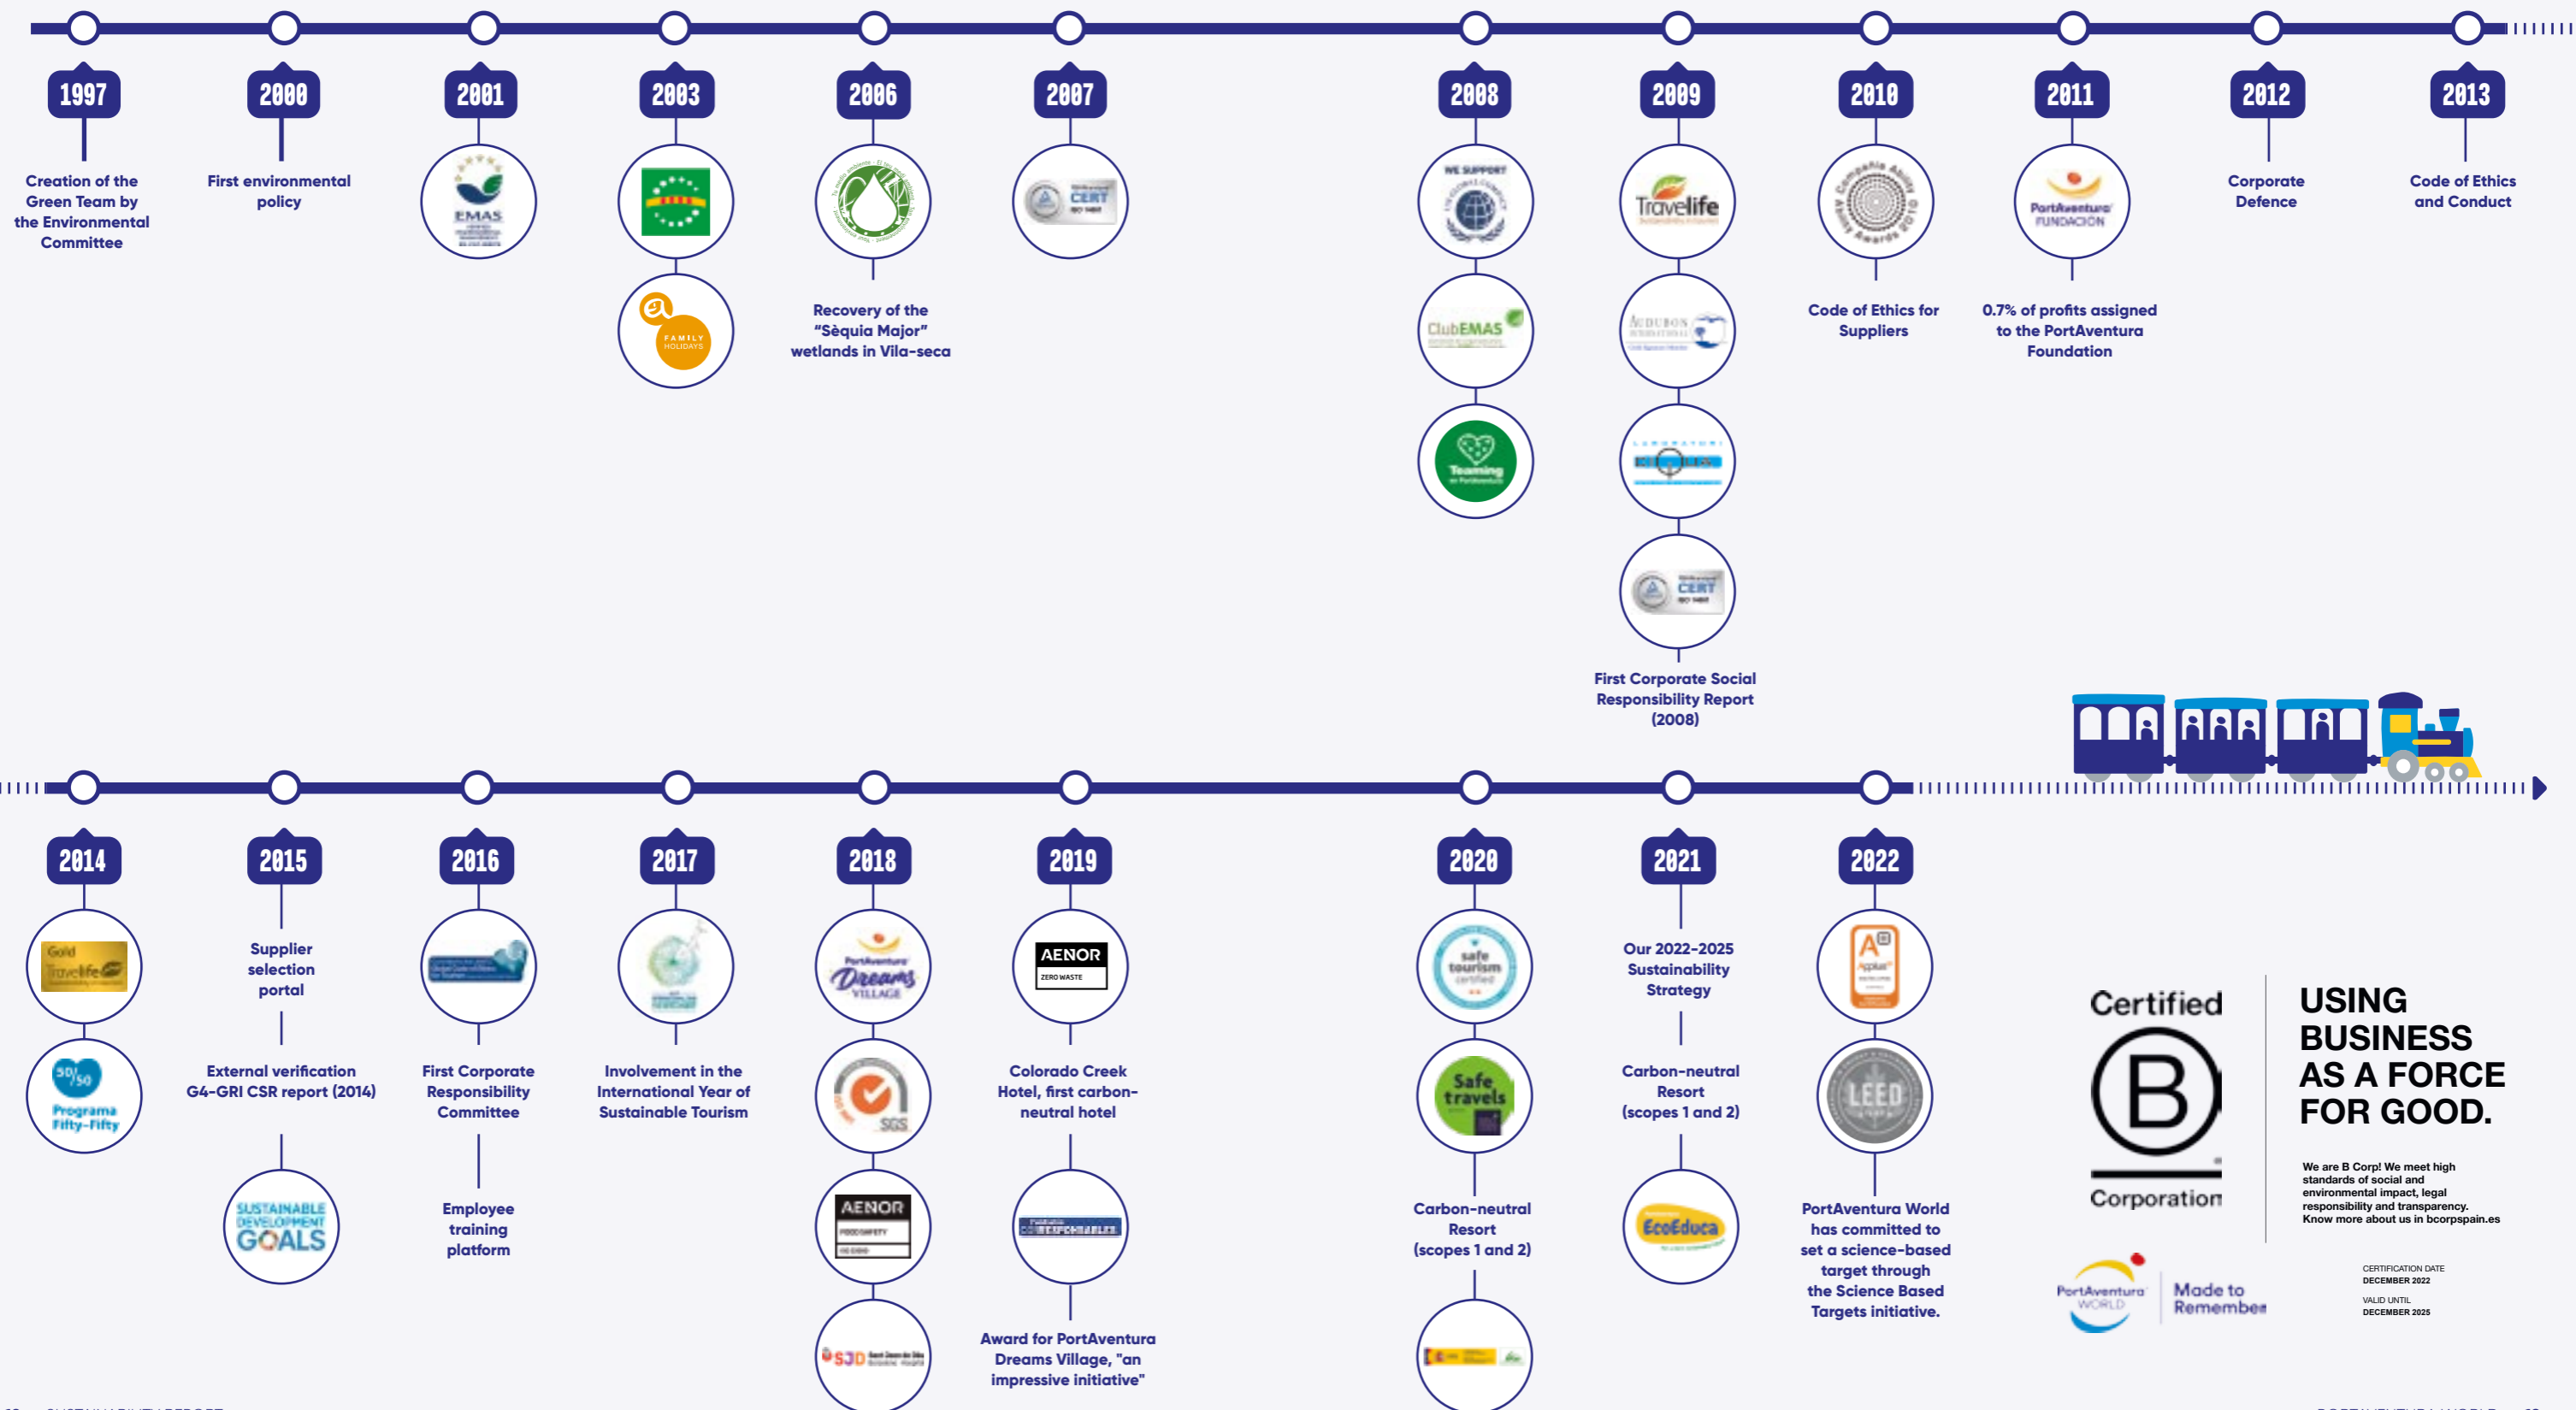 1997
Creation of the
Green Team by
the Environmental
Committee
2000
First environmental
policy
2001
EMAS
2003
a
FAMILY
HOLIDAYS
2006
Recovery of the
“Sèquia Major”
wetlands in Vila-seca
2007
CERT
2008
WE SUPPORT
ClubEMAS
Teaming
2009
Travelife
AUDUBON
INTERNATIONAL
CERT
First Corporate Social
Responsibility Report
(2008)
2010
Code of Ethics for
Suppliers
2011
PortAventura
FUNDACIÓN
0.7% of profits assigned
to the PortAventura
Foundation
2012
Corporate
Defence
2013
Code of Ethics
and Conduct
2014
Gold
Travelife
50/50
Programa
Fifty-Fifty
2015
Supplier
selection
portal
External verification
G4-GRI CSR report (2014)
SUSTAINABLE
DEVELOPMENT
GOALS
2016
First Corporate
Responsibility
Committee
Employee
training
platform
2017
Involvement in the
International Year of
Sustainable Tourism
2018
PortAventura
Dreams
VILLAGE
SGS
AENOR
FOOD SAFETY
SJD
2019
AENOR
ZERO WASTE
Colorado Creek
Hotel, first carbon-
neutral hotel
Award for PortAventura
Dreams Village, "an
impressive initiative"
2020
safe
tourism
certified
Safe
travels
Carbon-neutral
Resort
(scopes 1 and 2)
2021
Our 2022-2025
Sustainability
Strategy
Carbon-neutral
Resort
(scopes 1 and 2)
EcoEduca
2022
A
Applus
LEED
PortAventura World
has committed to
set a science-based
target through
the Science Based
Targets initiative.
Certified
B
Corporation
USING
BUSINESS
AS A FORCE
FOR GOOD.
We are B Corp! We meet high
standards of social and
environmental impact, legal
responsibility and transparency.
Know more about us in bcorpspain.es
PortAventura
WORLD
Made to
Remember
CERTIFICATION DATE
DECEMBER 2022
VALID UNTIL
DECEMBER 2025